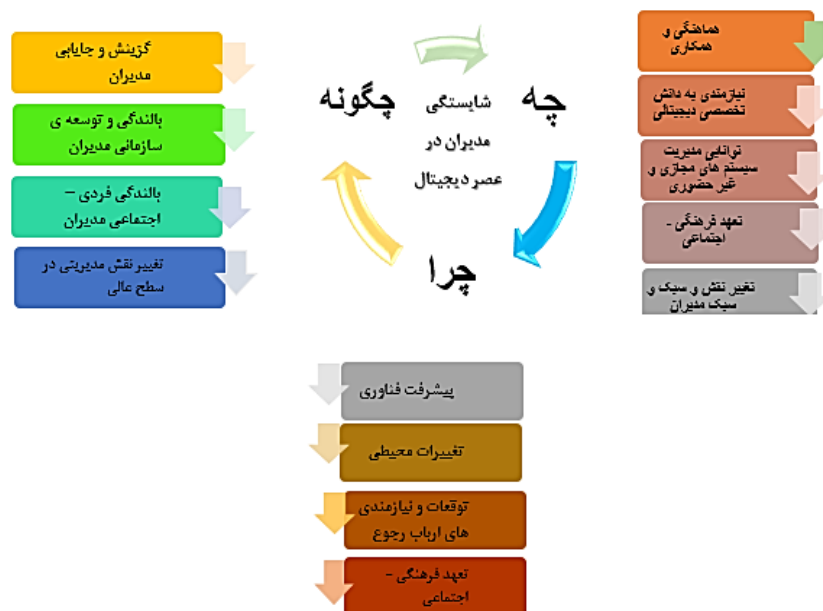 هماهنگی و
همکاری
نیازمندی به دانش
تخصصی دیجیتالی
توانایی مدیریت
سیستم های مجازی و
غیر حضوری
تعهد فرهنگی -
اجتماعی
تغییر نقش و سبک و
سبک مدیران
چه
شایستگی
مدیران در
عصر دیجیتال
چگونه
چرا
گزینش و جایابی
مدیران
بالندگی و توسعه ی
سازمانی مدیران
بالندگی فردی –
اجتماعی مدیران
تغییر نقش مدیریتی در
سطح عالی
پیشرفت فناوری
تغییرات محیطی
توقعات و نیازمندی
های ارباب رجوع
تعهد فرهنگی -
اجتماعی